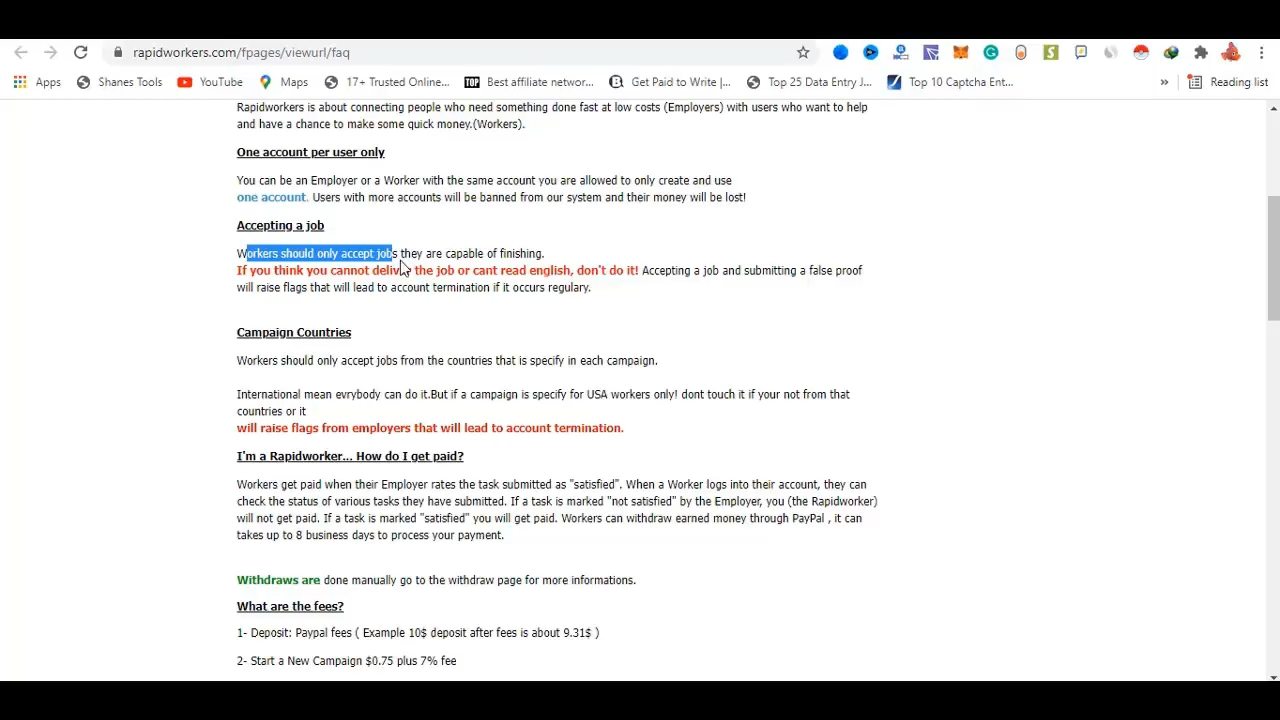 rapidworkers.com/fpages/viewurl/faq
Apps Shanes Tools YouTube Maps 17+ Trusted Onlin... Best affiliate networ... Get Paid to Write |... Top 25 Data Entry J... Top 10 Captcha Ent... » Reading list
Rapidworkers is about connecting people who need something done fast at low costs (Employers) with users who want to help
and have a chance to make some quick money.(Workers).
One account per user only
You can be an Employer or a Worker with the same account you are allowed to only create and use
one account. Users with more accounts will be banned from our system and their money will be lost!
Accepting a job
Workers should only accept jobs they are capable of finishing.
If you think you cannot deliver the job or cant read english, don't do it! Accepting a job and submitting a false proof
will raise flags that will lead to account termination if it occurs regulary.
Campaign Countries
Workers should only accept jobs from the countries that is specify in each campaign.
International mean evrybody can do it.But if a campaign is specify for USA workers only! dont touch it if your not from that
countries or it
will raise flags from employers that will lead to account termination.
I'm a Rapidworker... How do I get paid?
Workers get paid when their Employer rates the task submitted as "satisfied". When a Worker logs into their account, they can
check the status of various tasks they have submitted. If a task is marked "not satisfied" by the Employer, you (the Rapidworker)
will not get paid. If a task is marked "satisfied" you will get paid. Workers can withdraw earned money through PayPal , it can
takes up to 8 business days to process your payment.
Withdraws are done manually go to the withdraw page for more informations.
What are the fees?
1- Deposit: Paypal fees ( Example 10$ deposit after fees is about 9.31$ )
2- Start a New Campaign $0.75 plus 7% fee